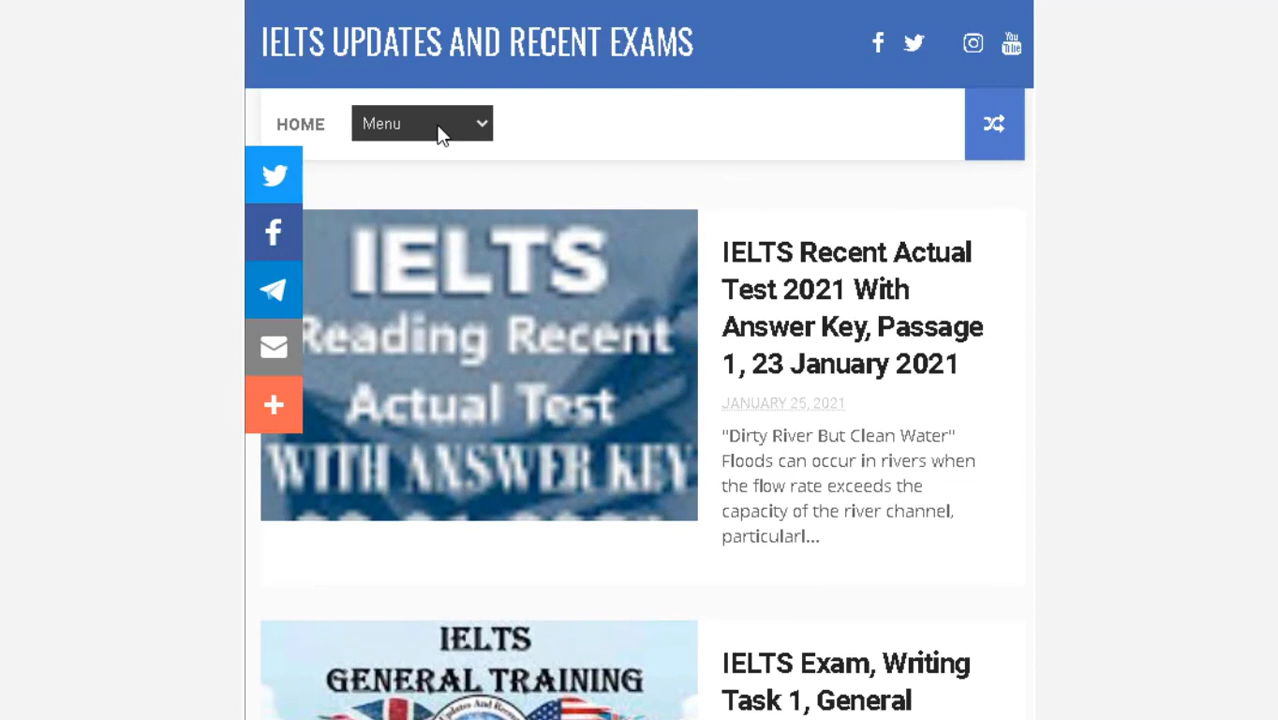 IELTS UPDATES AND RECENT EXAMS
You
Tube
HOME
Menu
IELTS
Reading Recent
Actual Test
WITH ANSWER KEY
IELTS Recent Actual
Test 2021 With
Answer Key, Passage
1, 23 January 2021
JANUARY 25, 2021
"Dirty River But Clean Water"
Floods can occur in rivers when
the flow rate exceeds the
capacity of the river channel,
particularl...
IELTS
GENERAL TRAINING
IELTS Exam, Writing
Task 1, General